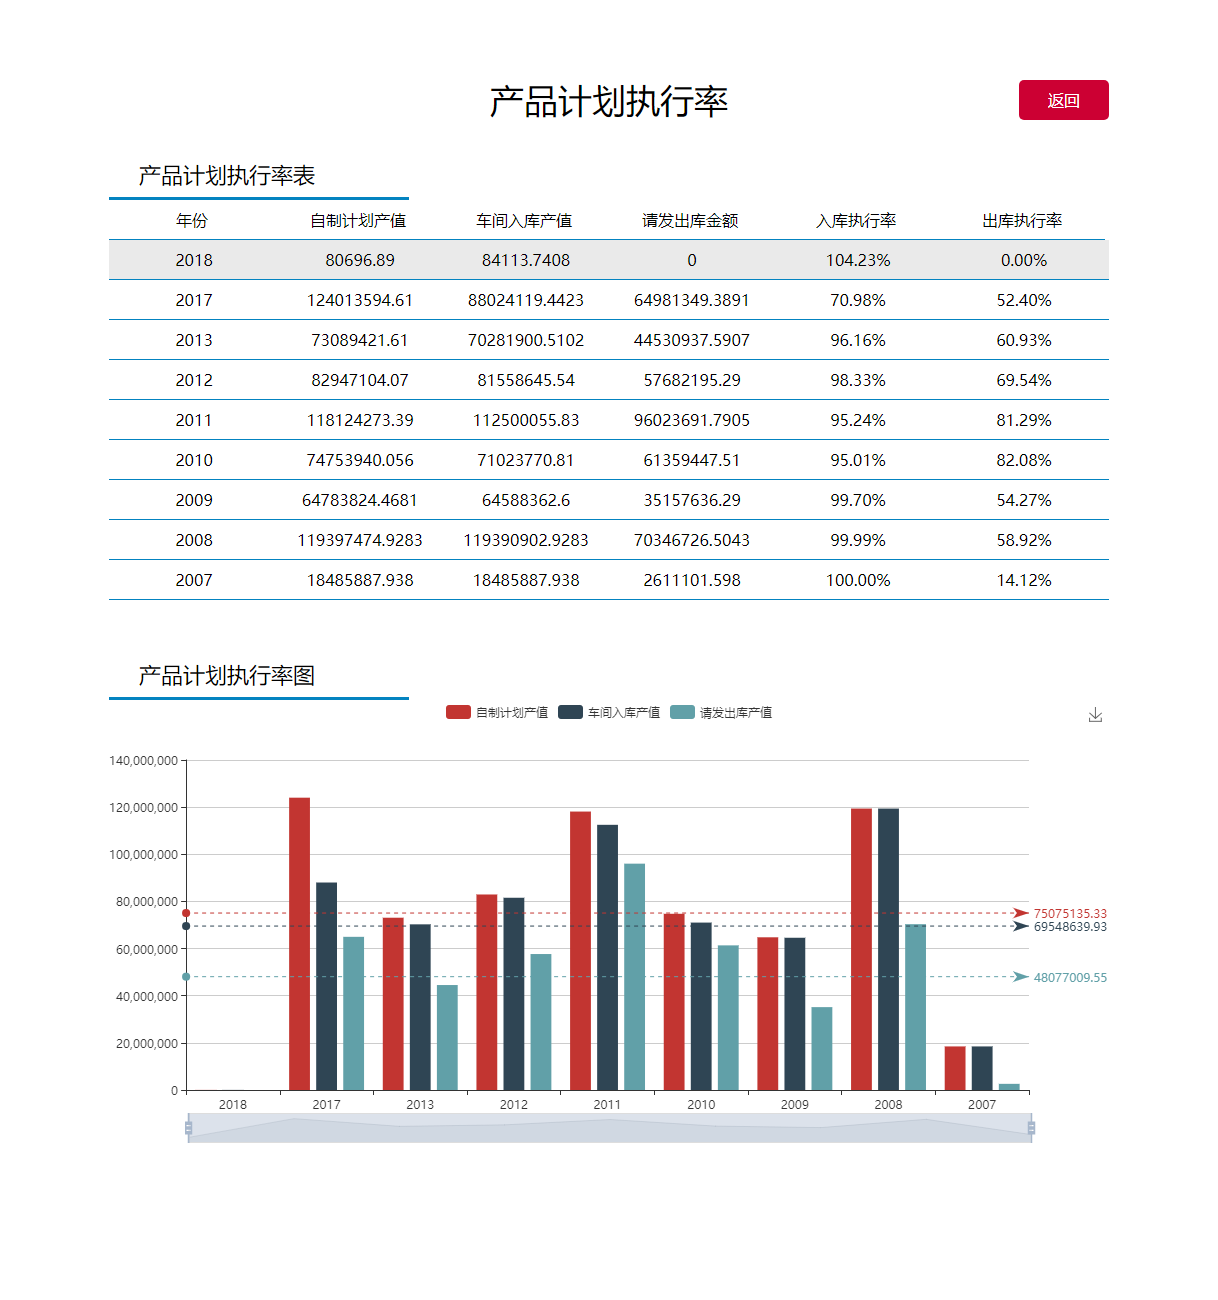 产品计划执行率
返回
产品计划执行率表
年份 自制计划产值 车间入库产值 请发出库金额 入库执行率 出库执行率
2018 80696.89 84113.7408 0 104.23% 0.00%
2017 124013594.61 88024119.4423 64981349.3891 70.98% 52.40%
2013 73089421.61 70281900.5102 44530937.5907 96.16% 60.93%
2012 82947104.07 81558645.54 57682195.29 98.33% 69.54%
2011 118124273.39 112500055.83 96023691.7905 95.24% 81.29%
2010 74753940.056 71023770.81 61359447.51 95.01% 82.08%
2009 64783824.4681 64588362.6 35157636.29 99.70% 54.27%
2008 119397474.9283 119390902.9283 70346726.5043 99.99% 58.92%
2007 18485887.938 18485887.938 2611101.598 100.00% 14.12%
产品计划执行率图
自制计划产值 车间入库产值 请发出库产值
140,000,000
120,000,000
100,000,000
80,000,000
75075135.33
69548639.93
60,000,000
48077009.55
40,000,000
20,000,000
0
2018 2017 2013 2012 2011 2010 2009 2008 2007